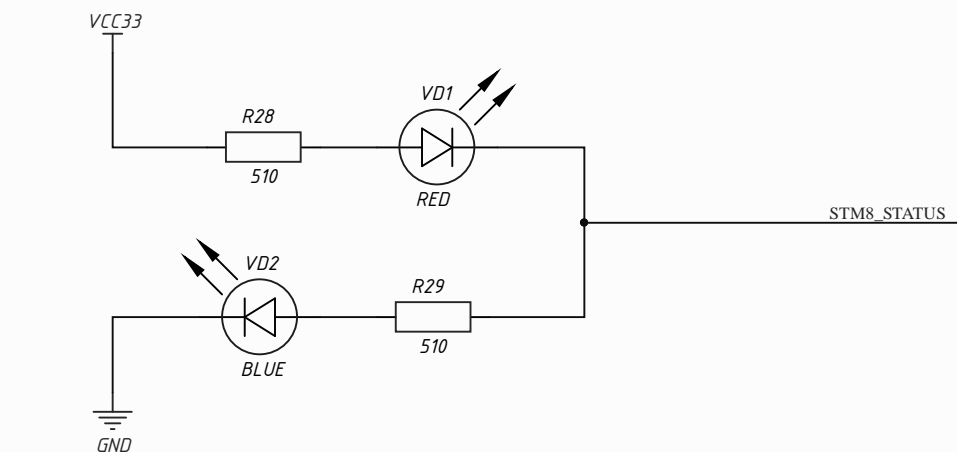 VCC33
VD1
R28
510
RED
STM8_STATUS
VD2
R29
510
BLUE
GND